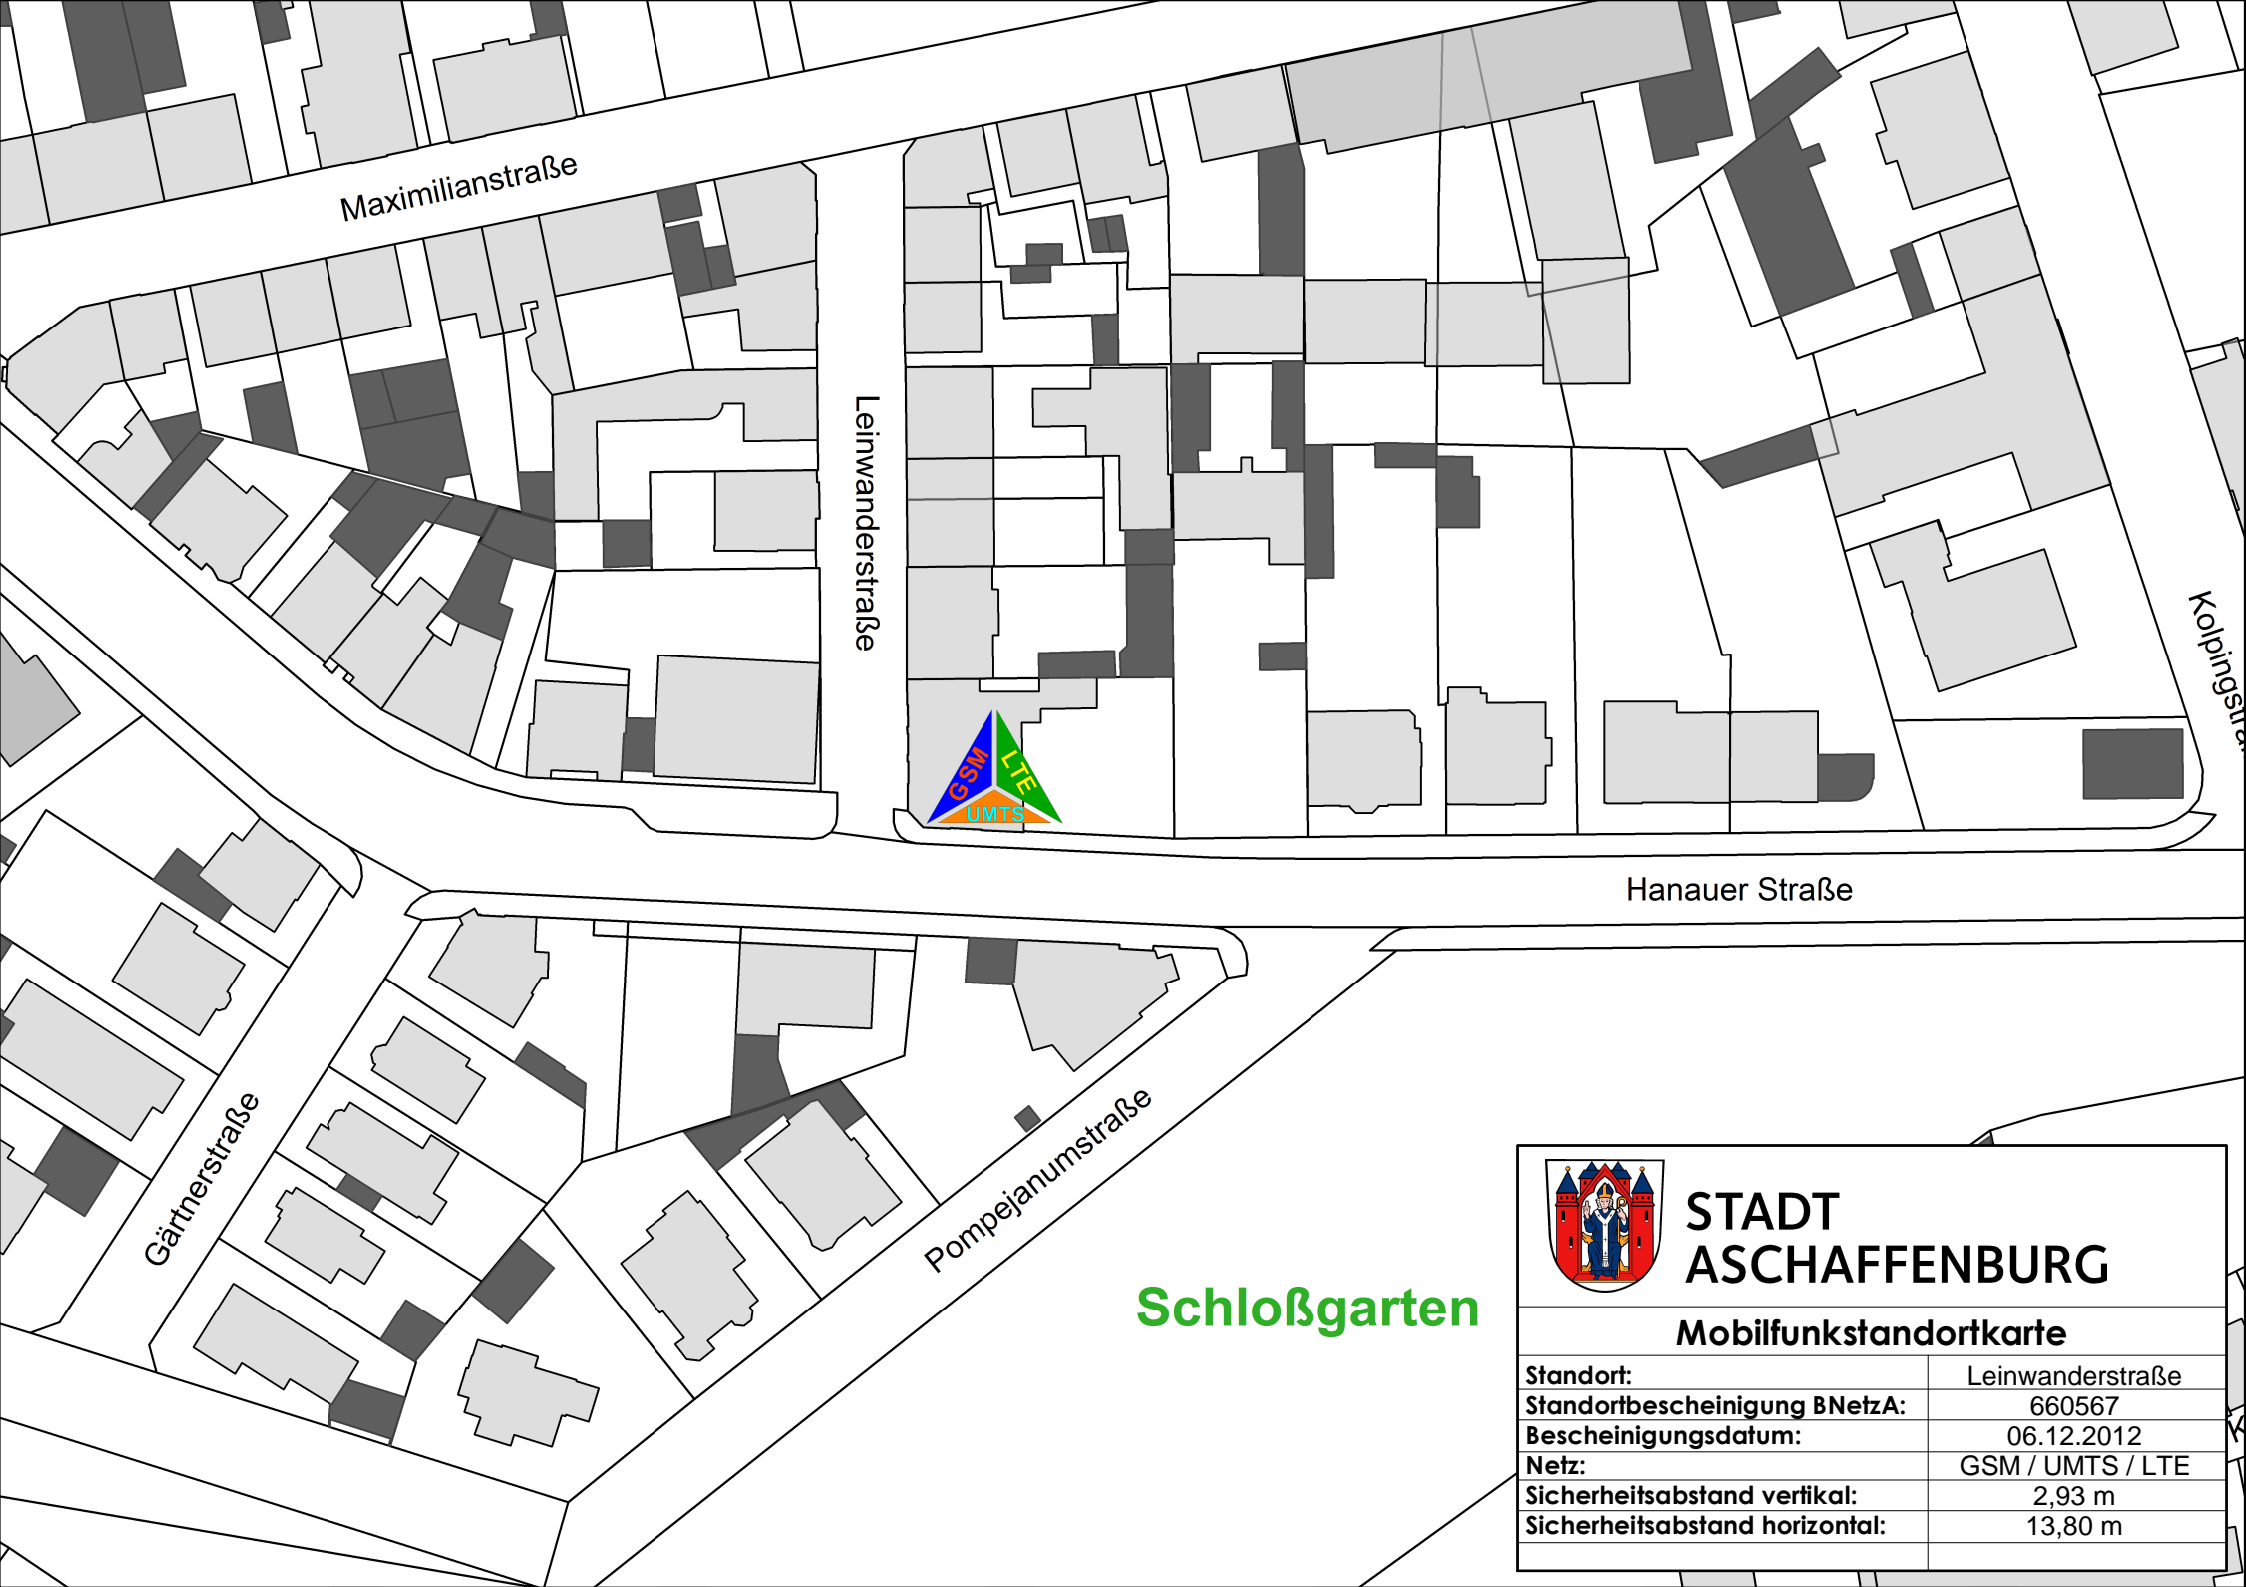 Maximilianstraße
Leinwanderstraße
GSM
LTE
UMTS
Hanauer Straße
Gärtnerstraße
Pompejanumstraße
Schloßgarten
STADT
ASCHAFFENBURG
Mobilfunkstandortkarte
Standort: Leinwanderstraße
Standortbescheinigung BNetzA: 660567
Bescheinigungsdatum: 06.12.2012
Netz: GSM / UMTS / LTE
Sicherheitsabstand vertikal: 2,93 m
Sicherheitsabstand horizontal: 13,80 m